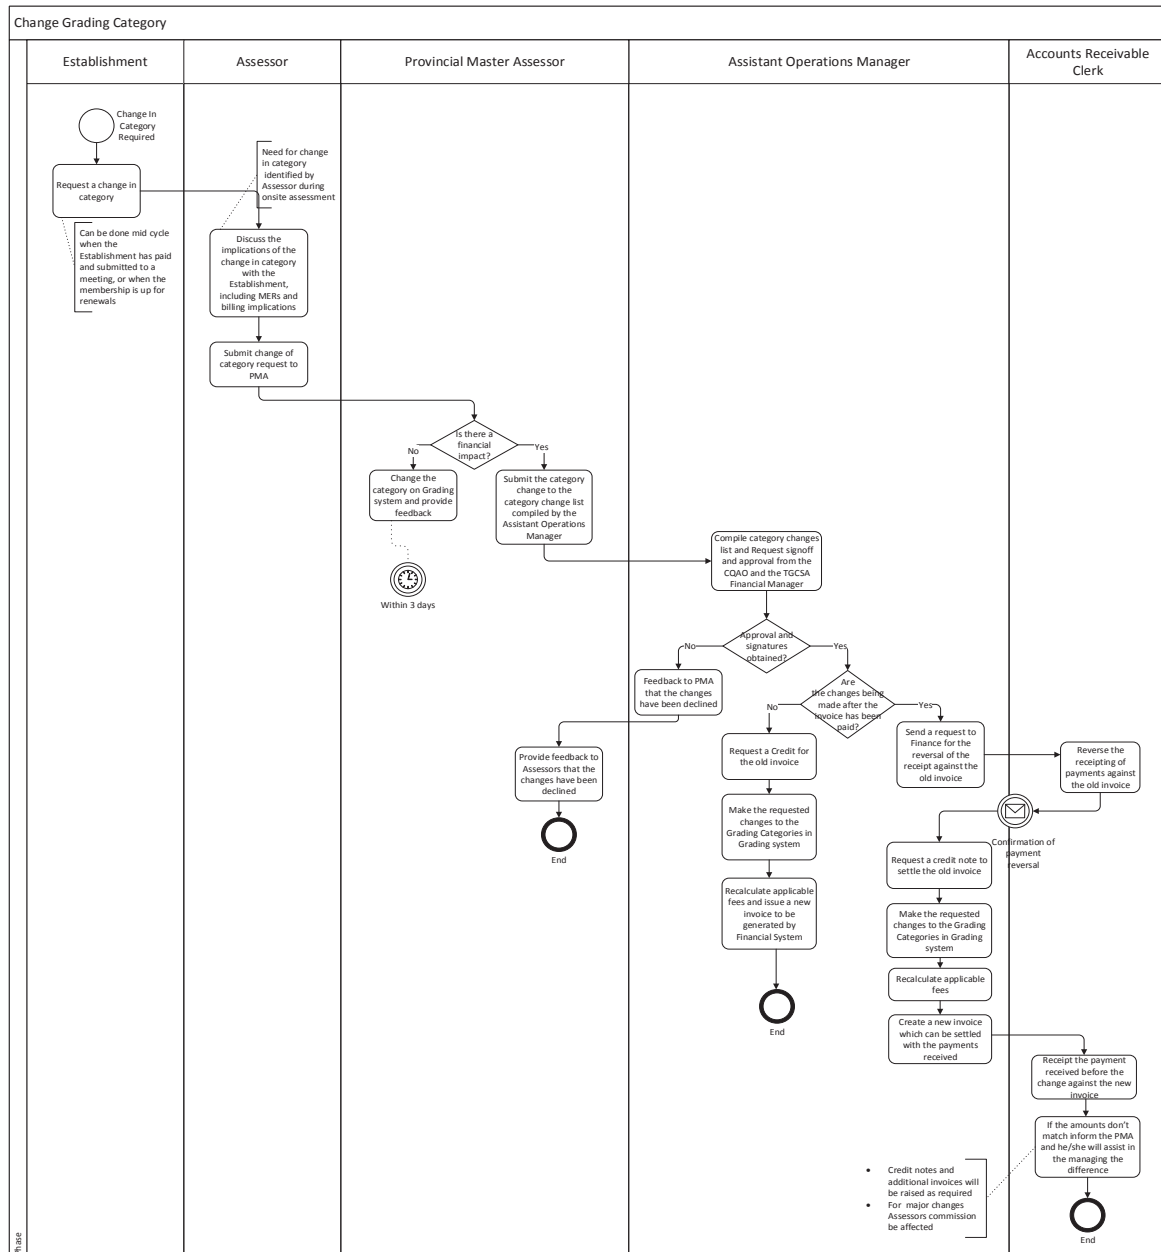 Change Grading Category
Establishment
Assessor
Provincial Master Assessor
Assistant Operations Manager
Accounts Receivable
Clerk
Change In
Category
Required
Request a change in
category
Can be done mid cycle
when the
Establishment has paid
and submitted to a
meeting, or when the
membership is up for
renewals
Need for change
in category
identified by
Assessor during
onsite assessment
Discuss the
implications of the
change in category
with the
Establishment,
including MERs and
billing implications
Submit change of
category request to
PMA
Is there a
financial
impact?
No
Yes
Change the
category on Grading
system and provide
feedback
Within 3 days
Submit the category
change to the
category change list
compiled by the
Assistant Operations
Manager
Compile category changes
list and Request signoff
and approval from the
CQAO and the TGCSA
Financial Manager
Approval and
signatures
obtained?
No
Yes
Feedback to PMA
that the changes
have been declined
Provide feedback to
Assessors that the
changes have been
declined
End
Are
the changes being
made after the
invoice has been
paid?
No
Yes
Request a Credit for
the old invoice
Make the requested
changes to the
Grading Categories in
Grading system
Recalculate applicable
fees and issue a new
invoice to be
generated by
Financial System
End
Send a request to
Finance for the
reversal of the
receipt against the
old invoice
Reverse the
receipting of
payments against
the old invoice
Confirmation of
payment
reversal
Request a credit note to
settle the old invoice
Make the requested
changes to the Grading
Categories in Grading
system
Recalculate applicable
fees
Create a new invoice
which can be settled
with the payments
received
Receipt the payment
received before the
change against the new
invoice
If the amounts don't
match inform the PMA
and he/she will assist in
the managing the
difference
• Credit notes and
additional invoices will
be raised as required
• For major changes
Assessors commission
be affected
End
Phase